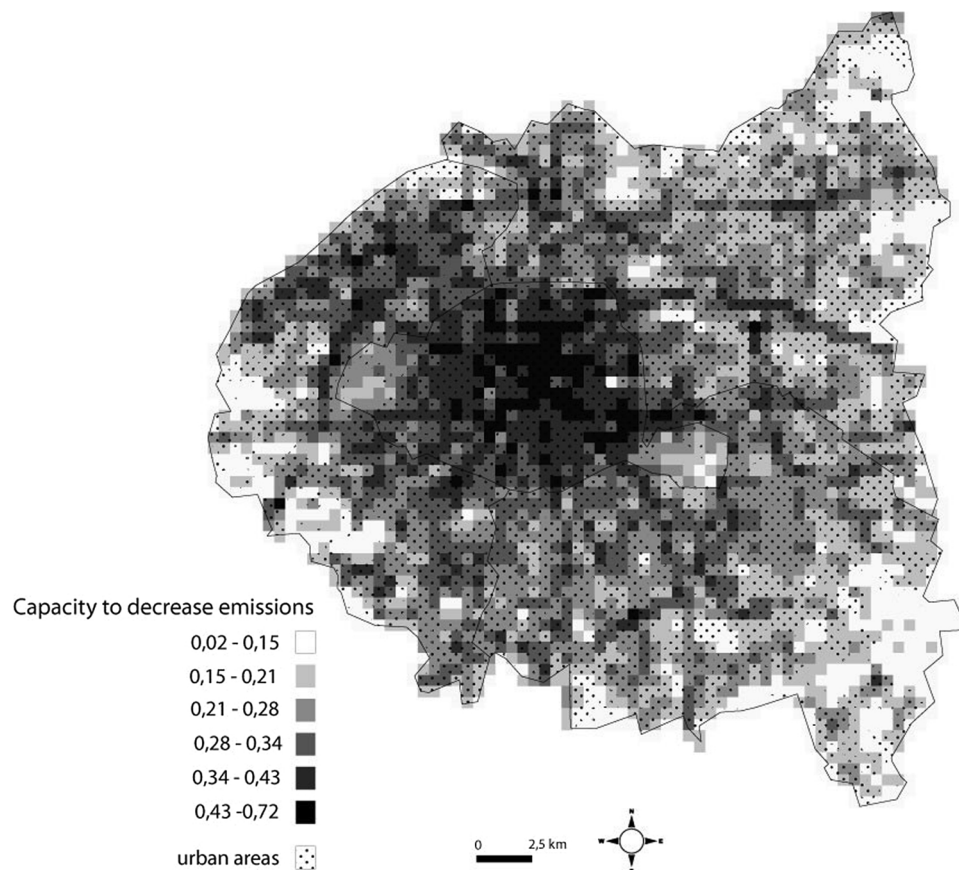 Capacity to decrease emissions
0,02 - 0,15
0,15 - 0,21
0,21 - 0,28
0,28 - 0,34
0,34 - 0,43
0,43 -0,72
urban areas
0 2,5 km
N
W E